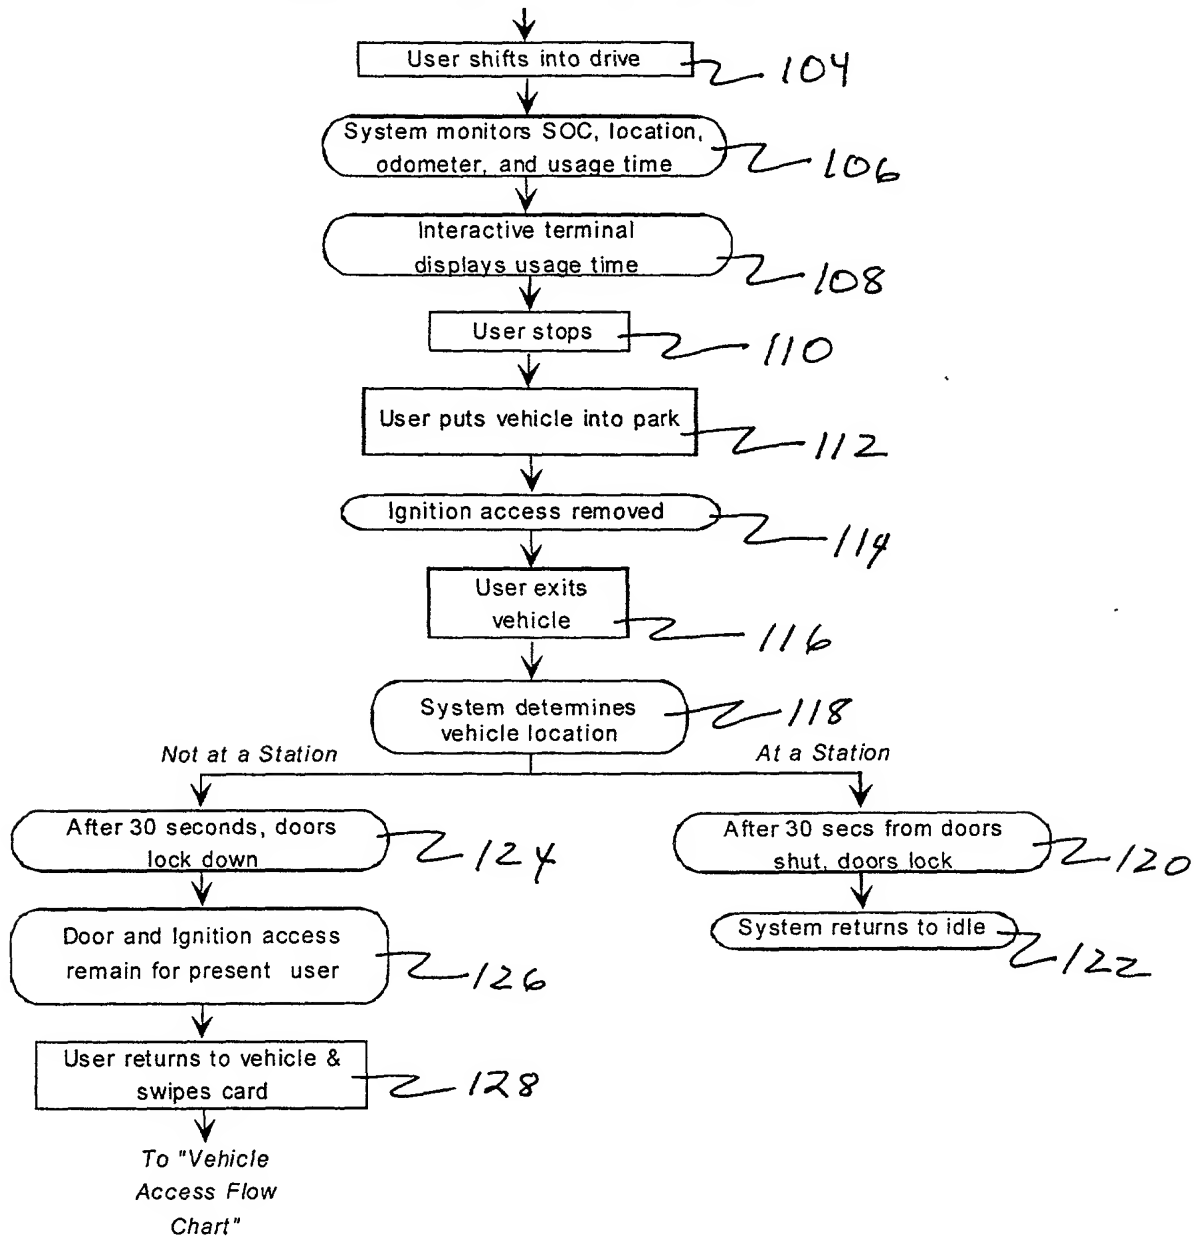 User shifts into drive
104
System monitors SOC, location,
odometer, and usage time
106
Interactive terminal
displays usage time
108
User stops
110
User puts vehicle into park
112
Ignition access removed
114
User exits
vehicle
116
System determines
vehicle location
118
Not at a Station
At a Station
After 30 seconds, doors
lock down
124
After 30 secs from doors
shut, doors lock
120
Door and Ignition access
remain for present user
126
System returns to idle
122
User returns to vehicle &
swipes card
128
To "Vehicle
Access Flow
Chart"